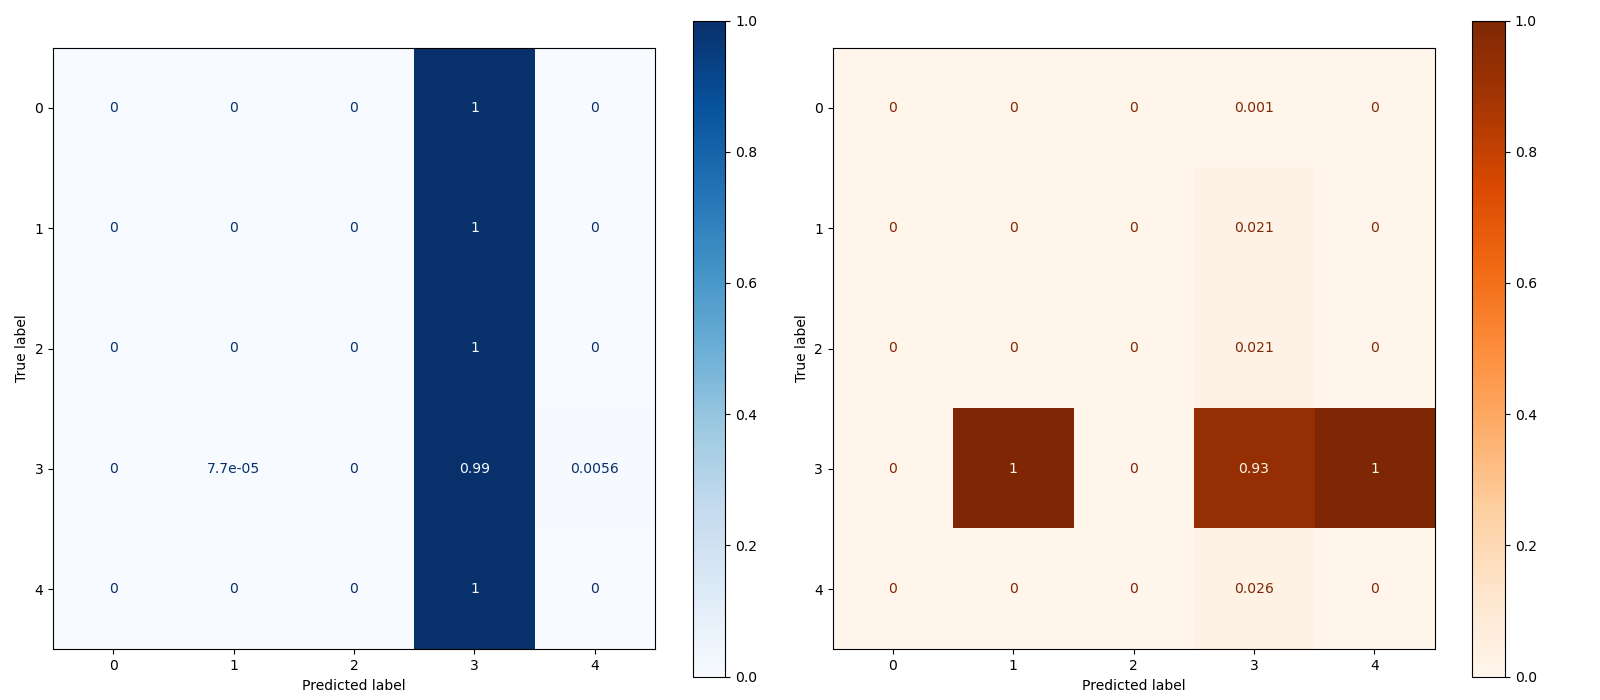 True label
0 0 0 0 1 0
1 0 0 0 1 0
2 0 0 0 1 0
3 0 7.7e-05 0 0.99 0.0056
4 0 0 0 1 0
0 1 2 3 4
Predicted label
1.0
0.8
0.6
0.4
0.2
0.0
True label
0 0 0 0 0.001 0
1 0 0 0 0.021 0
2 0 0 0 0.021 0
3 0 1 0 0.93 1
4 0 0 0 0.026 0
0 1 2 3 4
Predicted label
1.0
0.8
0.6
0.4
0.2
0.0